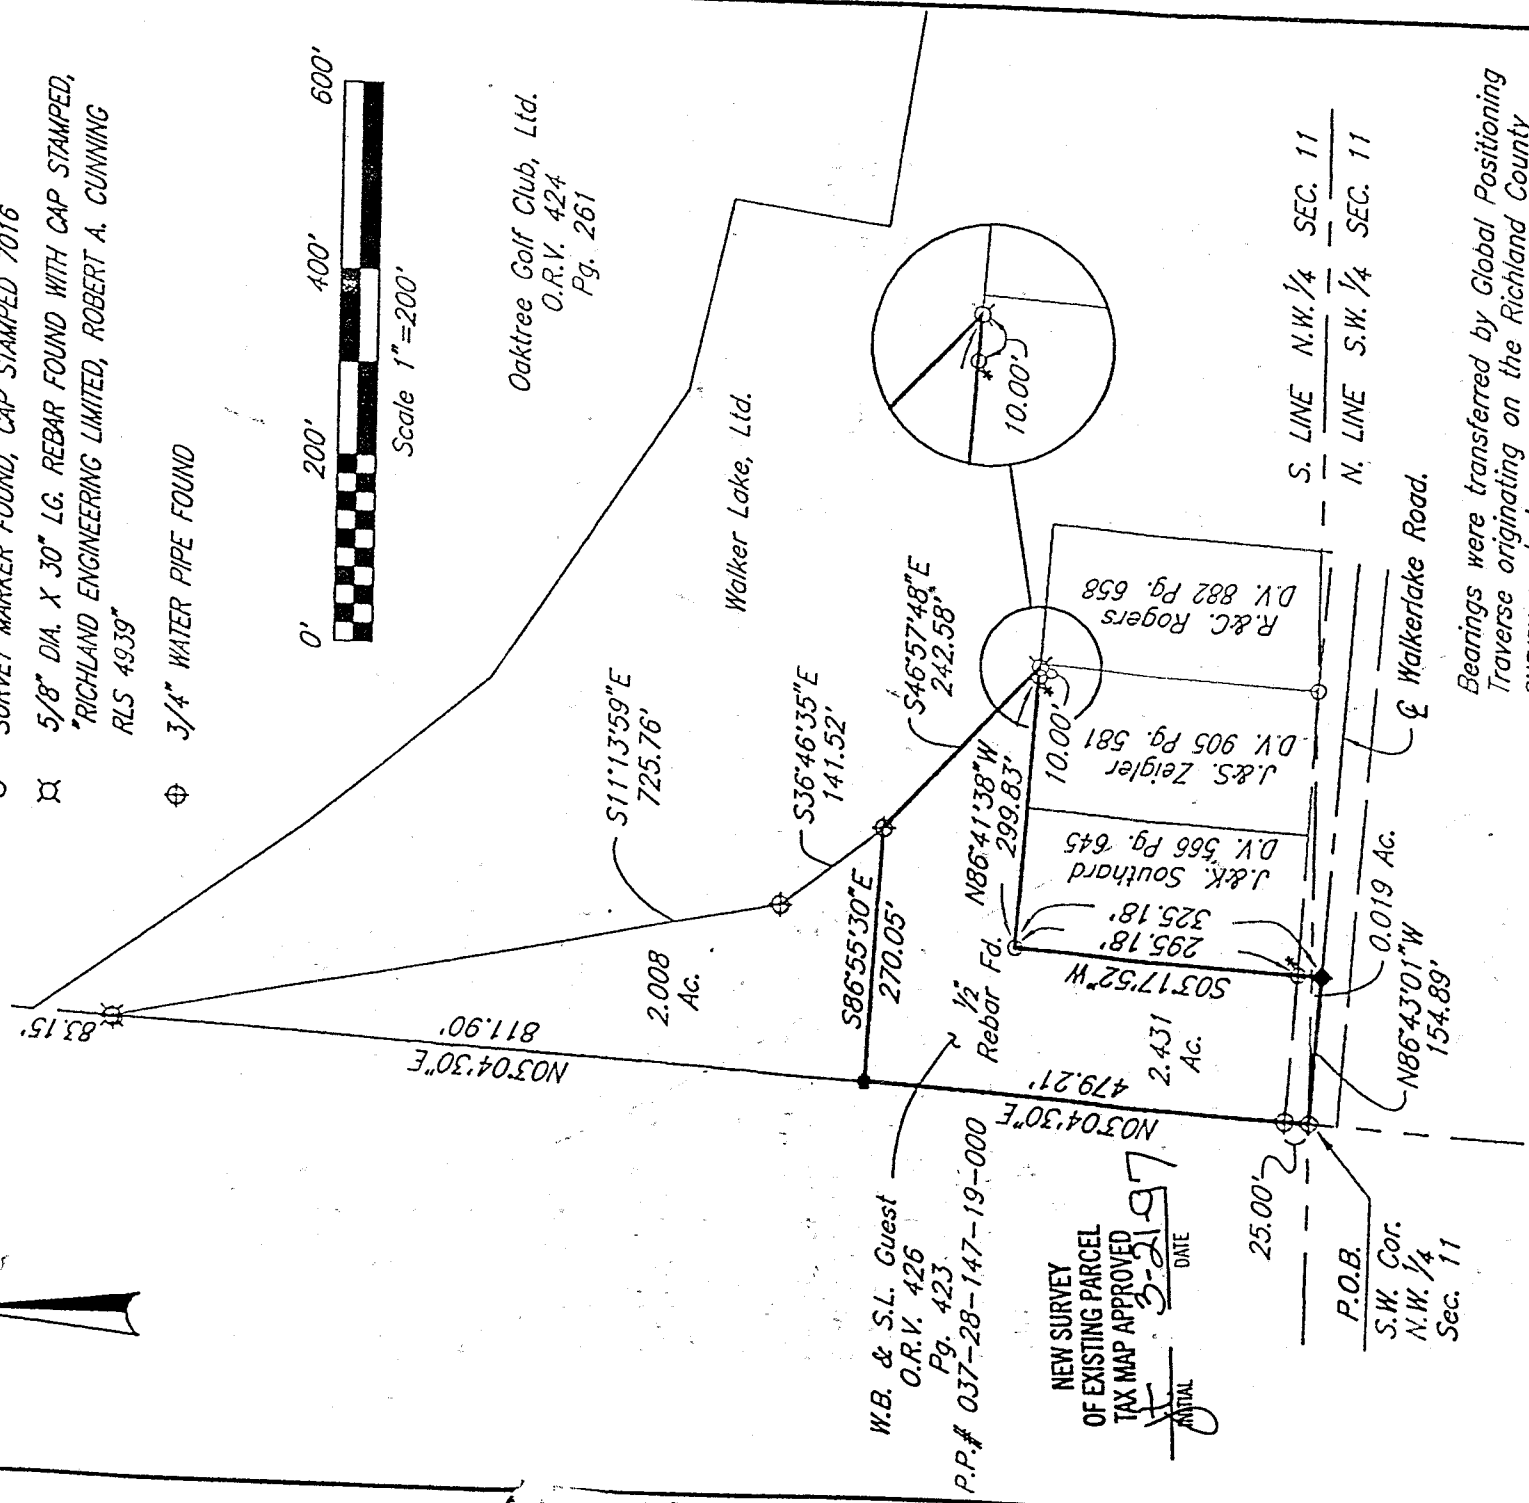 SURVEY MARKER FOUND, CAP STAMPED 7016
5/8" DIA. X 30" LG. REBAR FOUND WITH CAP STAMPED,
"RICHLAND ENGINEERING LIMITED, ROBERT A. CUNNING
RLS 4939"
3/4" WATER PIPE FOUND
0' 200' 400' 600'
Scale 1"=200'
Oaktree Golf Club, Ltd.
O.R.V. 424
Pg. 261
Walker Lake, Ltd.
83.15'
S11°13'59"E
725.76'
S36°46'35"E
141.52'
S46°57'48"E
242.58'
10.00'
N03°04'30"E
811.90'
2.008
Ac.
S86°55'30"E
270.05'
N86°41'38"W
299.83'
10.00'
1/2"
Rebar Fd.
R.&C. Rogers
D.V. 882 Pg. 658
J.&S. Zeigler
D.V. 905 Pg. 581
J.&K. Southard
D.V. 566 Pg. 645
325.18'
295.18'
S03°17'52"W
N03°04'30"E
479.21'
2.431
Ac.
0.019 Ac.
N86°43'01"W
154.89'
S. LINE N.W. 1/4 SEC. 11
N. LINE S.W. 1/4 SEC. 11
℄ Walkerlake Road.
W.B. & S.L. Guest
O.R.V. 426
Pg. 423
P.P.# 037-28-147-19-000
NEW SURVEY
OF EXISTING PARCEL
TAX MAP APPROVED
3-21-97
INITIAL DATE
25.00'
P.O.B.
S.W. Cor.
N.W. 1/4
Sec. 11
Bearings were transferred by Global Positioning
Traverse originating on the Richland County